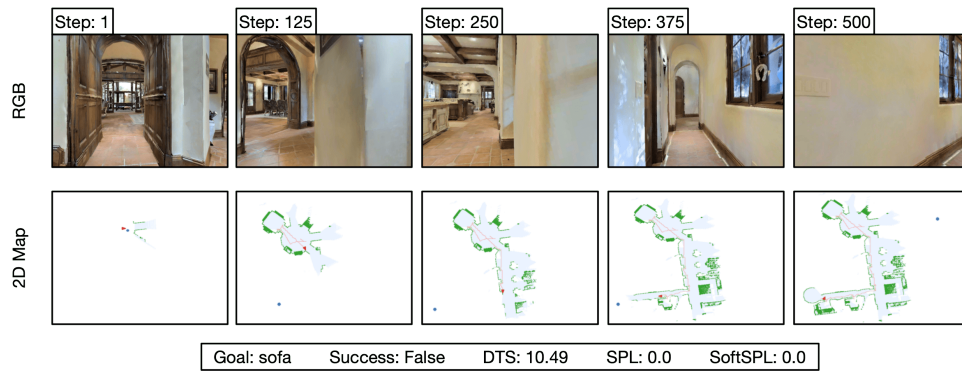 Step: 1
Step: 125
Step: 250
Step: 375
Step: 500
RGB
2D Map
Goal: sofa Success: False DTS: 10.49 SPL: 0.0 SoftSPL: 0.0